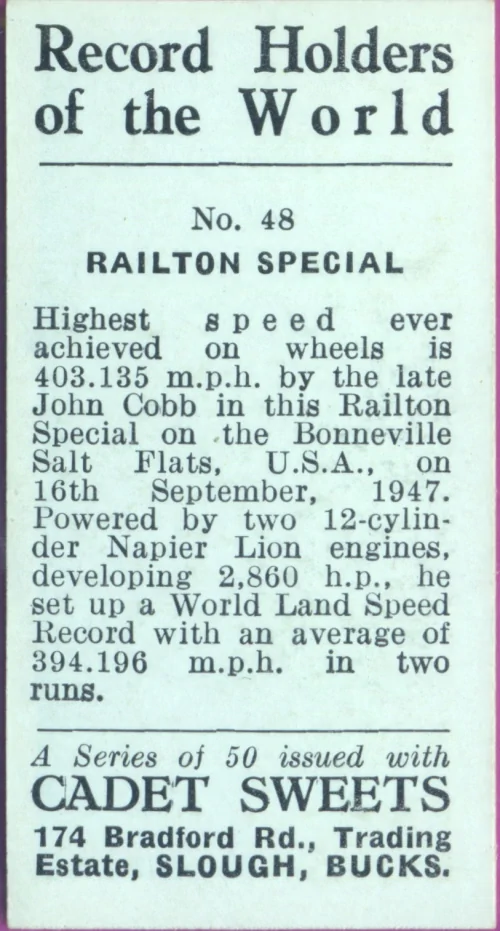 Record Holders
of the World
No. 48
RAILTON SPECIAL
Highest speed ever
achieved on wheels is
403.135 m.p.h. by the late
John Cobb in this Railton
Special on the Bonneville
Salt Flats, U.S.A., on
16th September, 1947.
Powered by two 12-cylin-
der Napier Lion engines,
developing 2,860 h.p., he
set up a World Land Speed
Record with an average of
394.196 m.p.h. in two
runs.
A Series of 50 issued with
CADET SWEETS
174 Bradford Rd., Trading
Estate, SLOUGH, BUCKS.